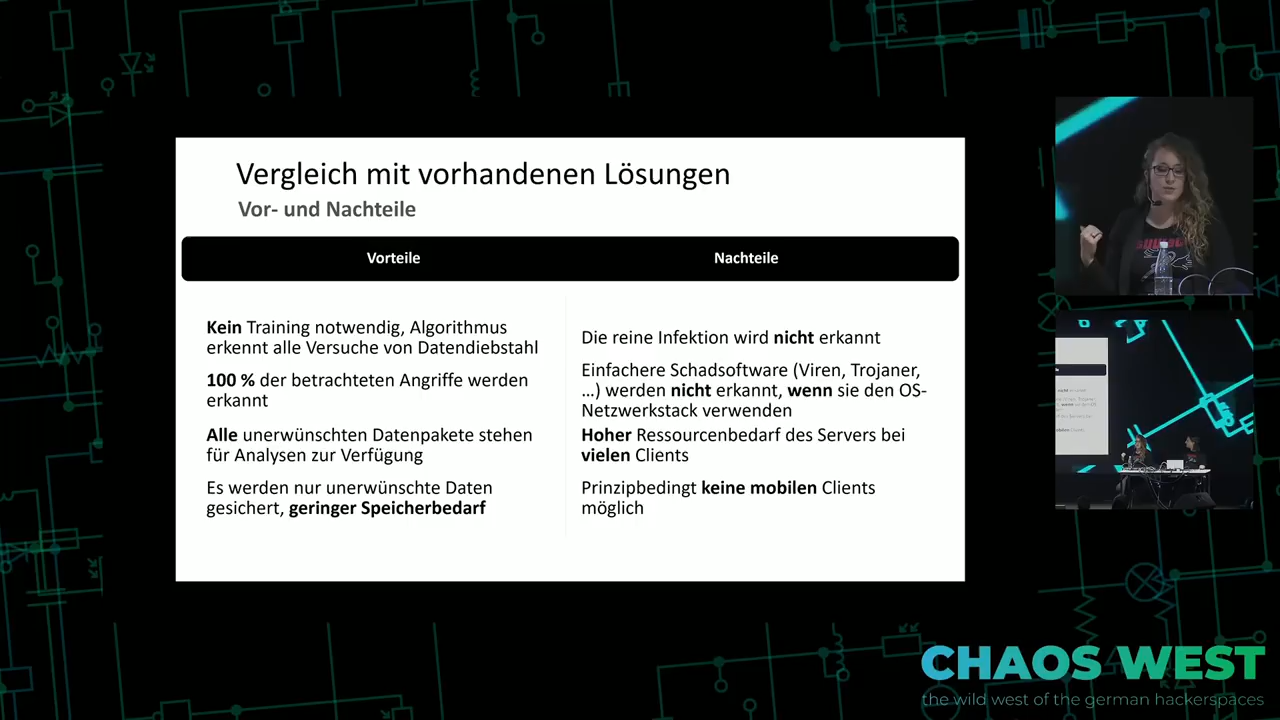 Vergleich mit vorhandenen Lösungen
Vor- und Nachteile
Vorteile
Nachteile
Kein Training notwendig, Algorithmus
erkennt alle Versuche von Datendiebstahl
100 % der betrachteten Angriffe werden
erkannt
Alle unerwünschten Datenpakete stehen
für Analysen zur Verfügung
Es werden nur unerwünschte Daten
gesichert, geringer Speicherbedarf
Die reine Infektion wird nicht erkannt
Einfachere Schadsoftware (Viren, Trojaner,
…) werden nicht erkannt, wenn sie den OS-
Netzwerkstack verwenden
Hoher Ressourcenbedarf des Servers bei
vielen Clients
Prinzipbedingt keine mobilen Clients
möglich
CHAOS WEST
the wild west of the german hackerspaces